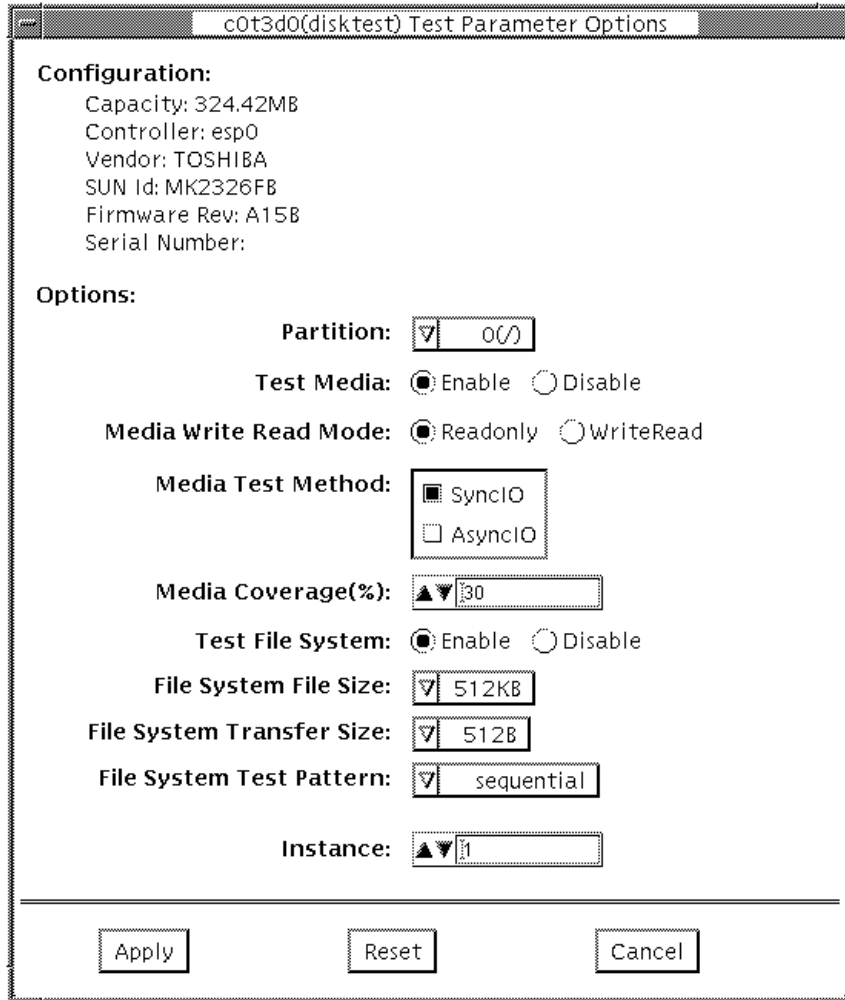 c0t3d0(disktest) Test Parameter Options
Configuration:
Capacity: 324.42MB
Controller: esp0
Vendor: TOSHIBA
SUN Id: MK2326FB
Firmware Rev: A15B
Serial Number:
Options:
Partition: 0(/)
Test Media: Enable Disable
Media Write Read Mode: Readonly WriteRead
Media Test Method: SyncIO
AsyncIO
Media Coverage(%): 30
Test File System: Enable Disable
File System File Size: 512KB
File System Transfer Size: 512B
File System Test Pattern: sequential
Instance: 1
Apply Reset Cancel